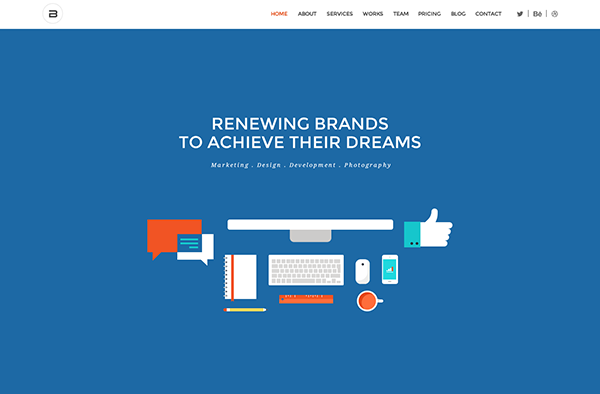 B
HOME ABOUT SERVICES WORKS TEAM PRICING BLOG CONTACT Bē
RENEWING BRANDS
TO ACHIEVE THEIR DREAMS
Marketing . Design . Development . Photography